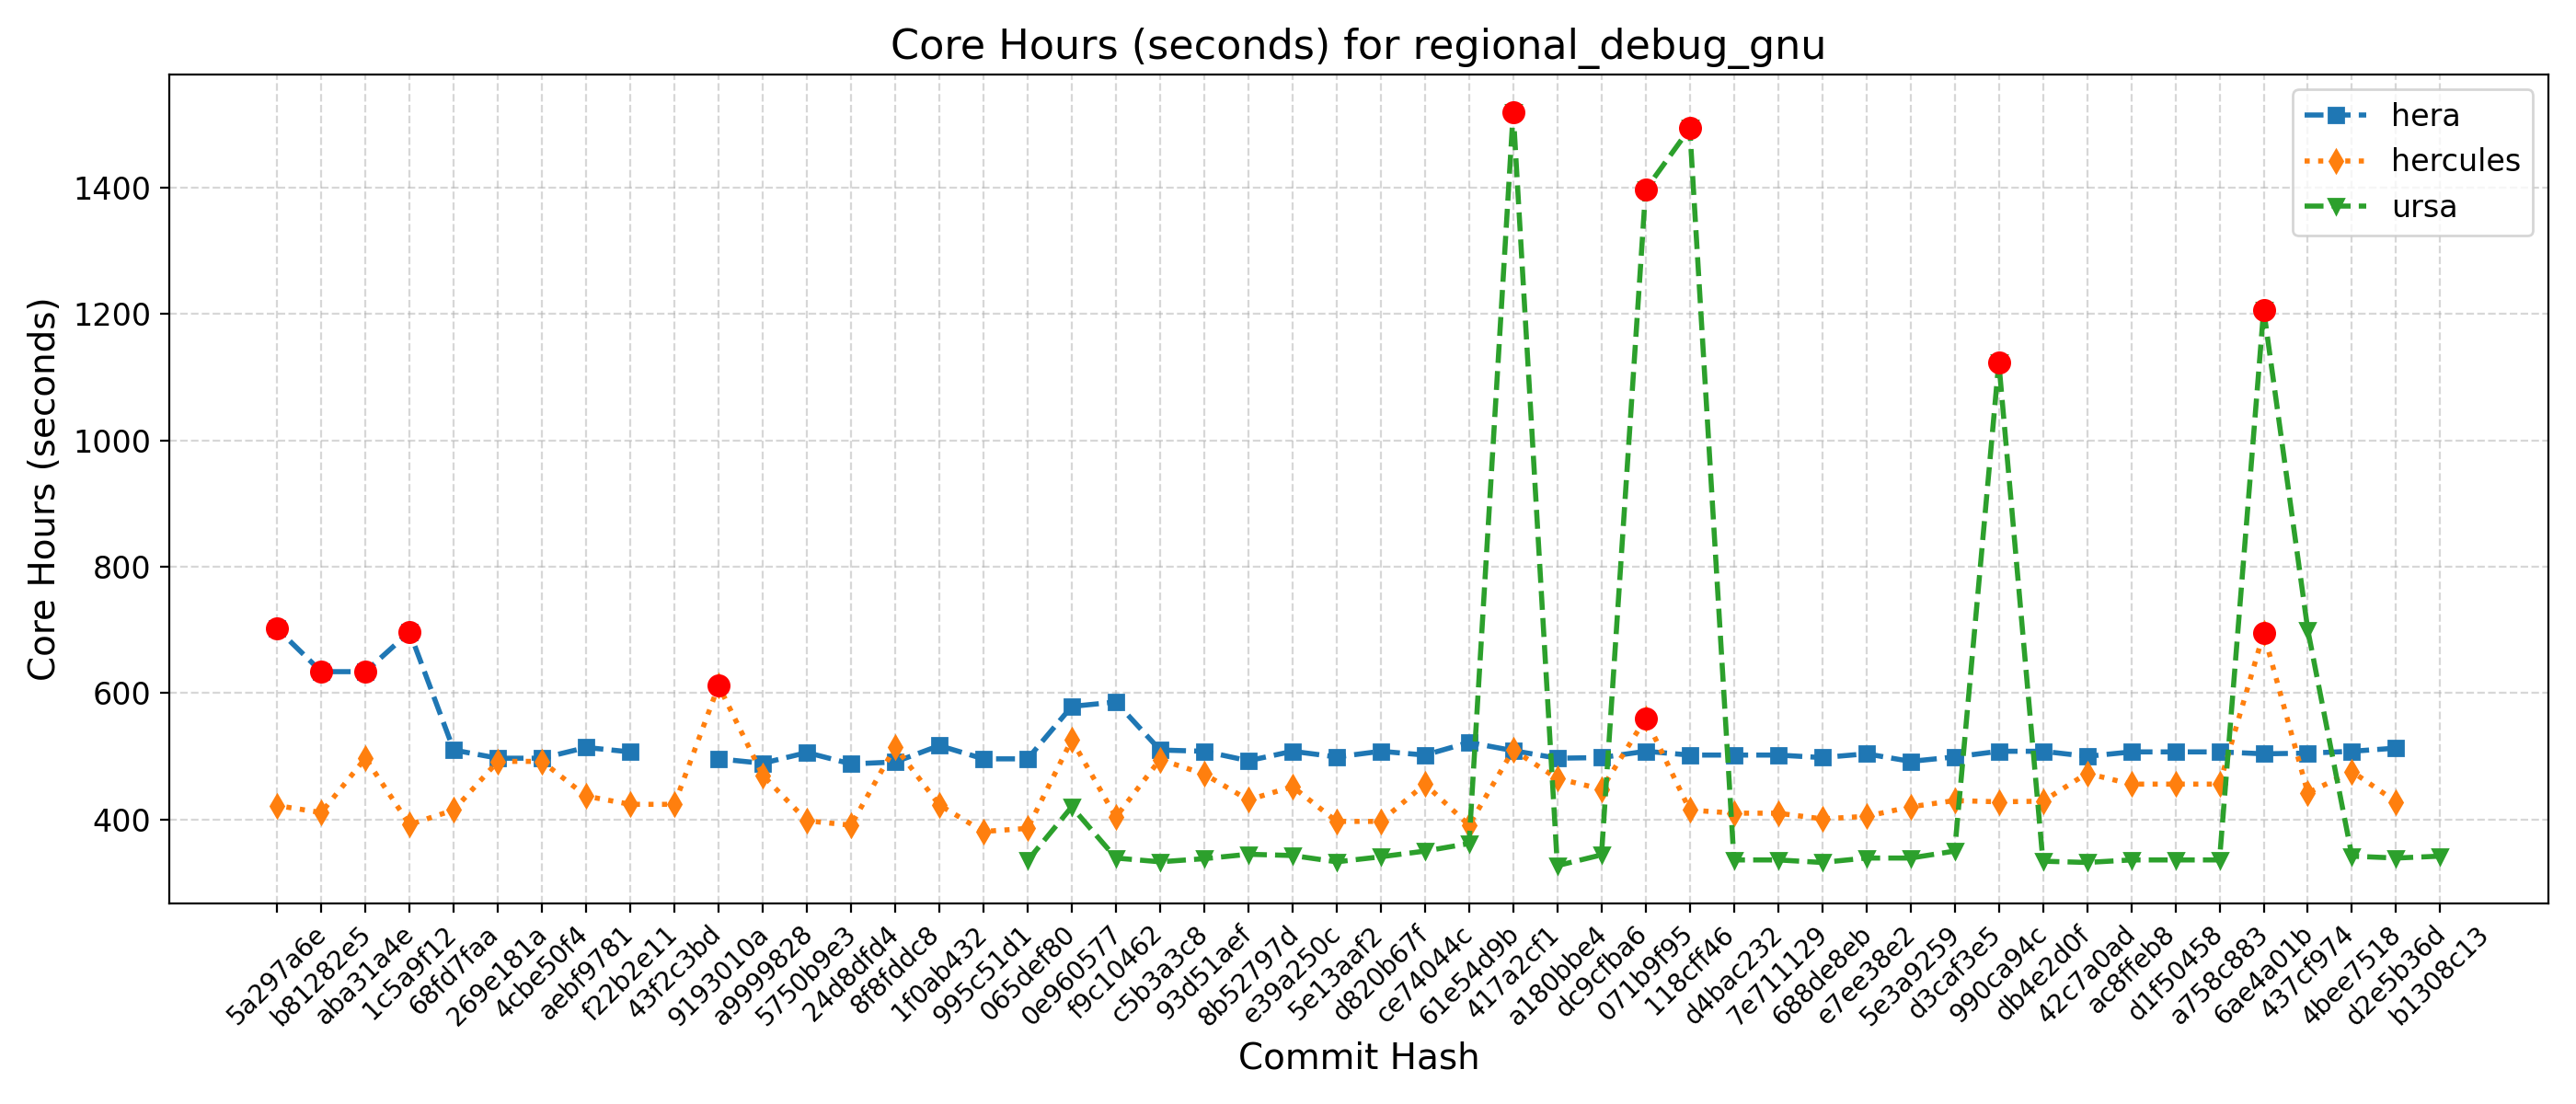 Core Hours (seconds) for regional_debug_gnu
hera
hercules
ursa
Core Hours (seconds)
1400
1200
1000
800
600
400
5a297a6e
b81282e5
aba31a4e
1c5a9f12
68fd7faa
269e181a
4cbe50f4
aebf9781
f22b2e11
43f2c3bd
9193010a
a9999828
5750b9e3
24d8dfd4
8f8fddc8
1f0ab432
995c51d1
065def80
0e960577
f9c10462
c5b3a3c8
93d51aef
8b52797d
e39a250c
5e13aaf2
d820b67f
ce74044c
61e54d9b
417a2cf1
a180bbe4
dc9cfba6
071b9f95
118cff46
d4bac232
7e711129
688de8eb
e7ee38e2
5e3a9259
d3caf3e5
990ca94c
db4e2d0f
42c7a0ad
ac8ffeb8
d1f50458
a758c883
6ae4a01b
437cf974
4bee7518
d2e5b36d
b1308c13
Commit Hash